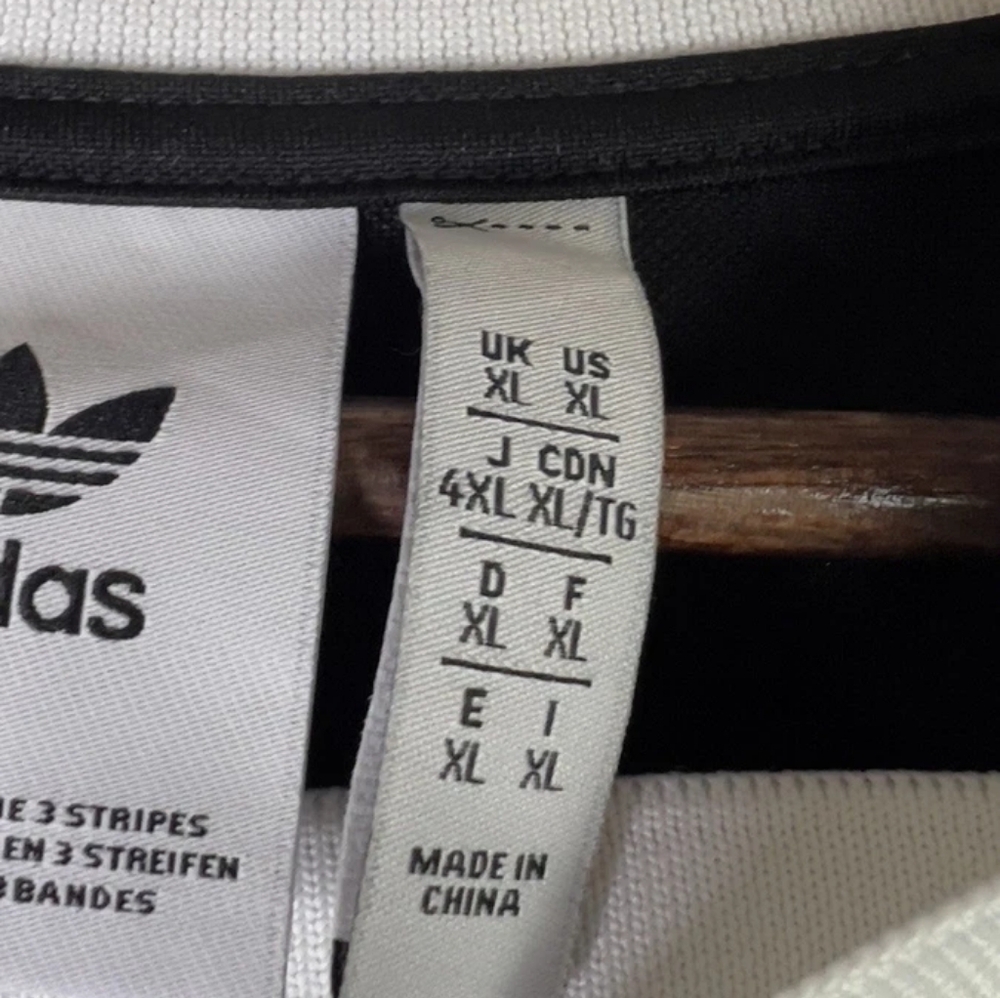 das
3 STRIPES
EN 3 STREIFEN
BANDES
UK US
XL XL
J CDN
4XL XL/TG
D F
XL XL
E I
XL XL
MADE IN
CHINA